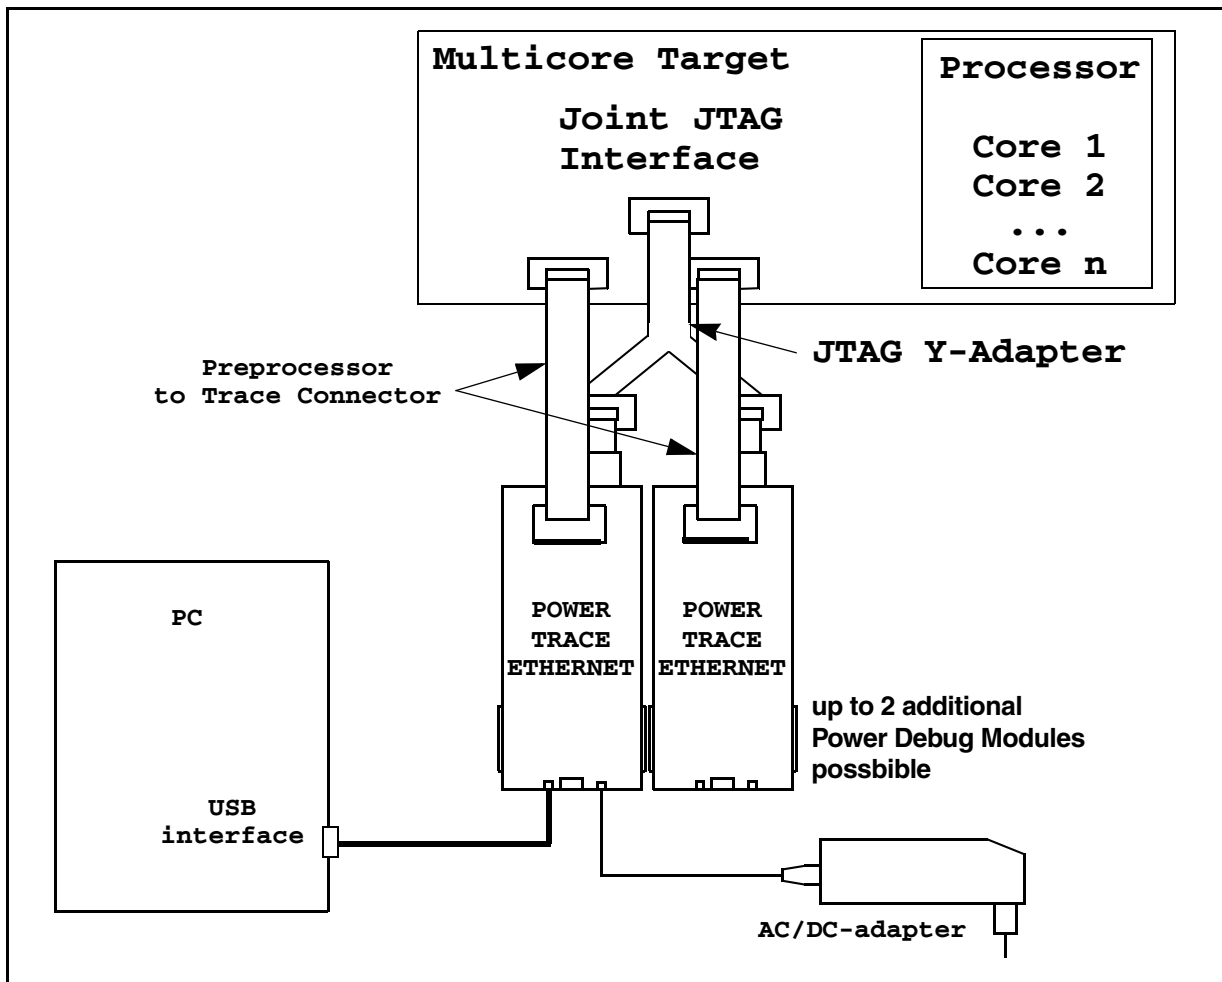 Multicore Target
Processor
Joint JTAG
Interface
Core 1
Core 2
...
Core n
JTAG Y-Adapter
Preprocessor
to Trace Connector
POWER
TRACE
ETHERNET
POWER
TRACE
ETHERNET
PC
up to 2 additional
Power Debug Modules
possbible
USB
interface
AC/DC-adapter